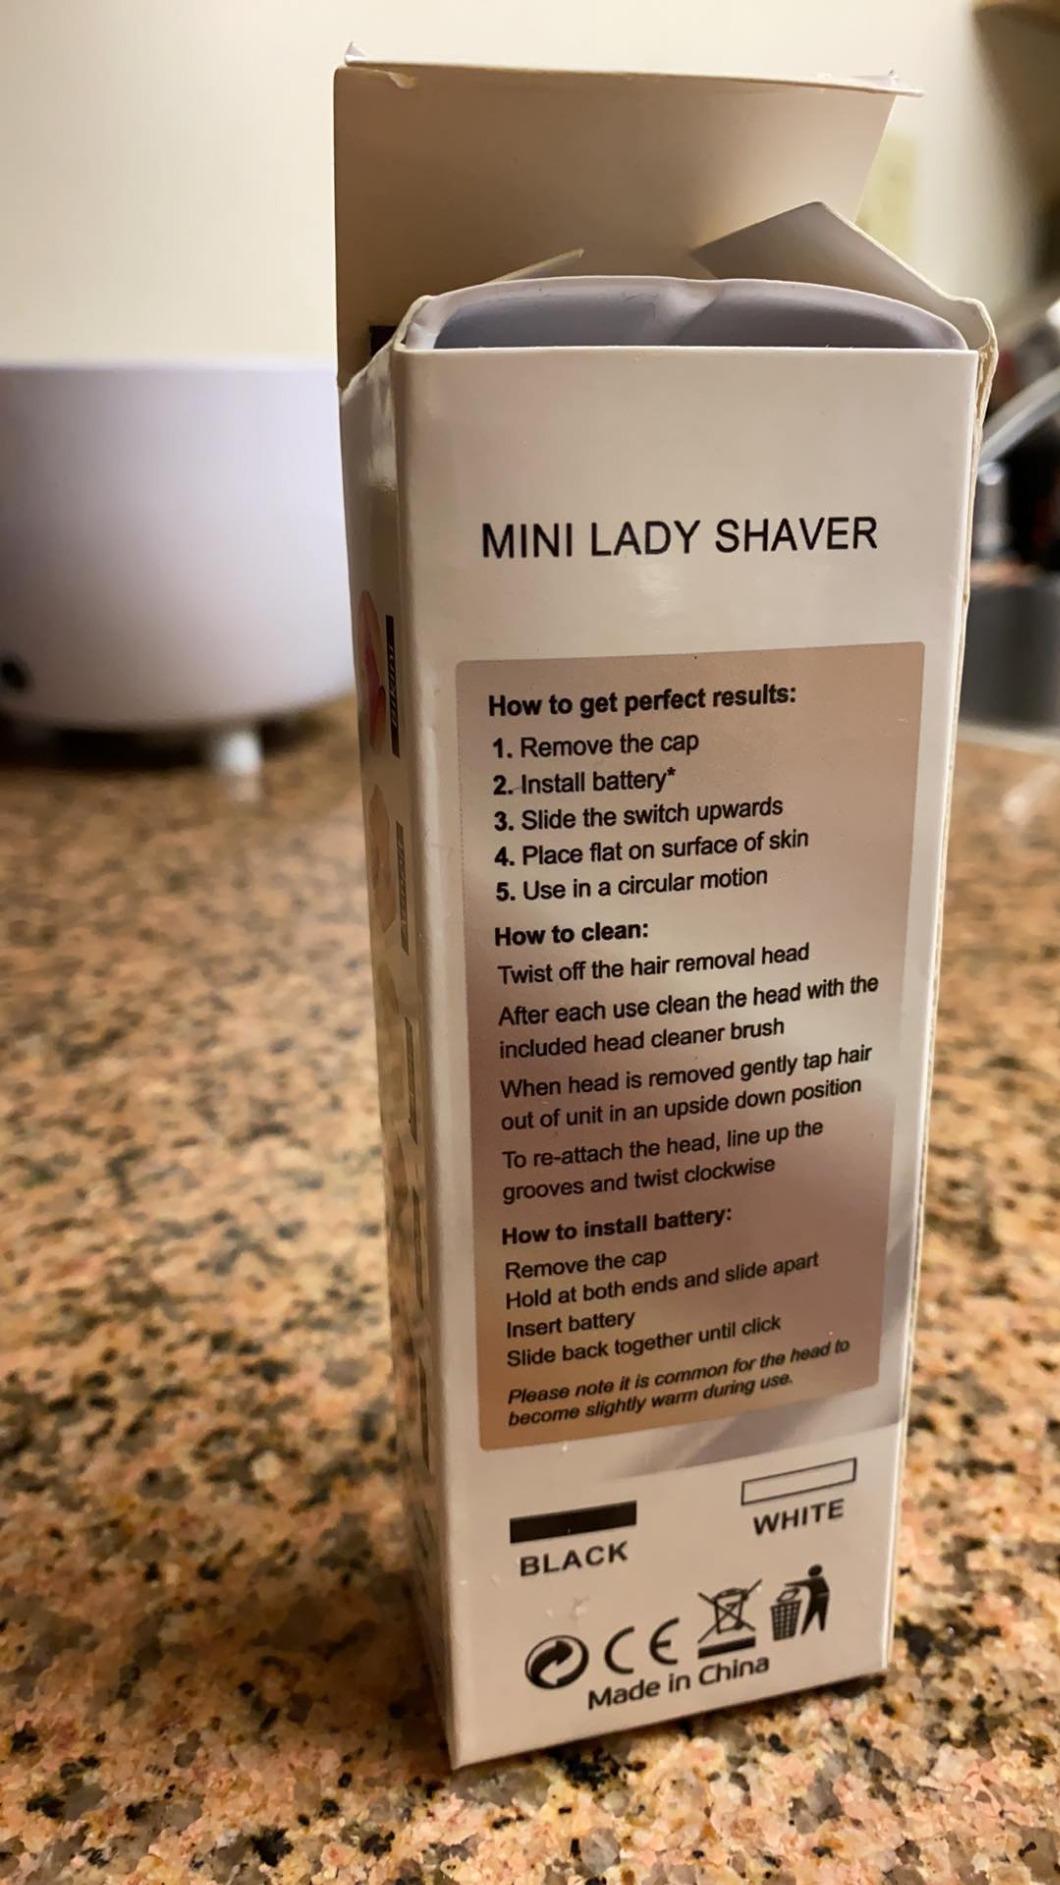 MINI LADY SHAVER
How to get perfect results:
1. Remove the cap
2. Install battery*
3. Slide the switch upwards
4. Place flat on surface of skin
5. Use in a circular motion
How to clean:
Twist off the hair removal head
After each use clean the head with the
included head cleaner brush
When head is removed gently tap hair
out of unit in an upside down position
To re-attach the head, line up the
grooves and twist clockwise
How to install battery:
Remove the cap
Hold at both ends and slide apart
Insert battery
Slide back together until click
Please note it is common for the head to
become slightly warm during use.
BLACK
WHITE
CE
Made in China